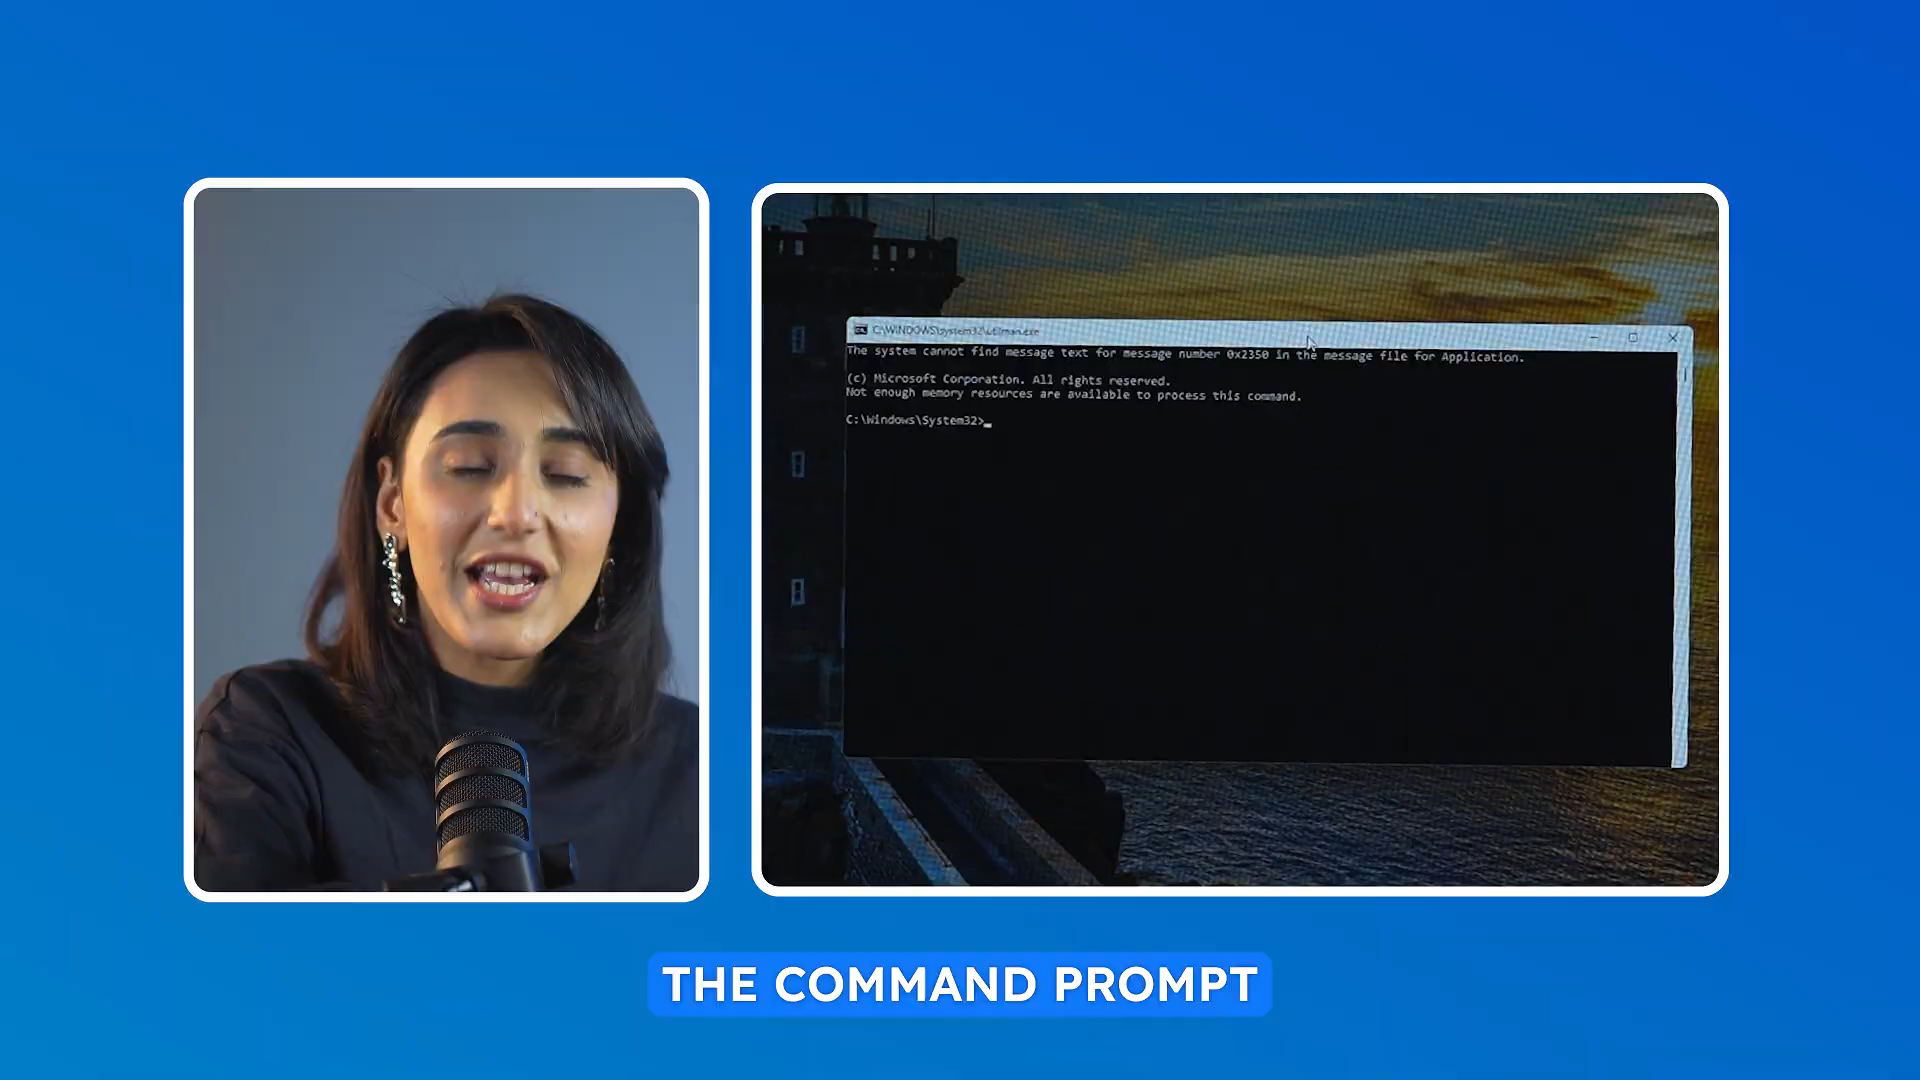 C:\WINDOWS\system32\utilman.exe
The system cannot find message text for message number 0x2350 in the message file for Application.
(c) Microsoft Corporation. All rights reserved.
Not enough memory resources are available to process this command.
C:\Windows\System32>
THE COMMAND PROMPT